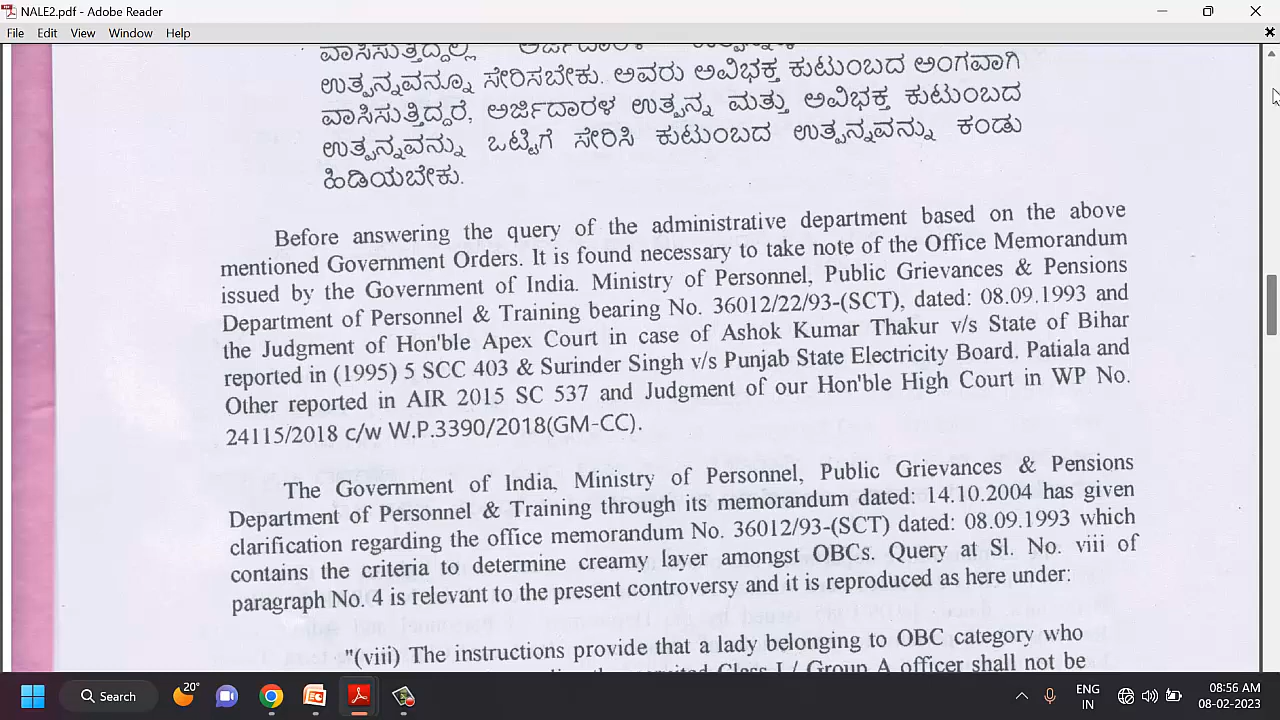 NALE2.pdf - Adobe Reader
File Edit View Window Help
ವಾಸಿಸುತ್ತಿದ್ದಲ್ಲಿ ಅರ್ಜಿದಾರಳ
ಉತ್ಪನ್ನವನ್ನೂ ಸೇರಿಸಬೇಕು. ಅವರು ಅವಿಭಕ್ತ ಕುಟುಂಬದ ಅಂಗವಾಗಿ
ವಾಸಿಸುತ್ತಿದ್ದರೆ, ಅರ್ಜಿದಾರಳ ಉತ್ಪನ್ನ ಮತ್ತು ಅವಿಭಕ್ತ ಕುಟುಂಬದ
ಉತ್ಪನ್ನವನ್ನು ಒಟ್ಟಿಗೆ ಸೇರಿಸಿ ಕುಟುಂಬದ ಉತ್ಪನ್ನವನ್ನು ಕಂಡು
ಹಿಡಿಯಬೇಕು.
Before answering the query of the administrative department based on the above
mentioned Government Orders. It is found necessary to take note of the Office Memorandum
issued by the Government of India. Ministry of Personnel, Public Grievances & Pensions
Department of Personnel & Training bearing No. 36012/22/93-(SCT), dated: 08.09.1993 and
the Judgment of Hon'ble Apex Court in case of Ashok Kumar Thakur v/s State of Bihar
reported in (1995) 5 SCC 403 & Surinder Singh v/s Punjab State Electricity Board. Patiala and
Other reported in AIR 2015 SC 537 and Judgment of our Hon'ble High Court in WP No.
24115/2018 c/w W.P.3390/2018(GM-CC).
The Government of India, Ministry of Personnel, Public Grievances & Pensions
Department of Personnel & Training through its memorandum dated: 14.10.2004 has given
clarification regarding the office memorandum No. 36012/93-(SCT) dated: 08.09.1993 which
contains the criteria to determine creamy layer amongst OBCs. Query at Sl. No. viii of
paragraph No. 4 is relevant to the present controversy and it is reproduced as here under:
"(viii) The instructions provide that a lady belonging to OBC category who
Class I / Group A officer shall not be
Search
20°
ENG
IN
08:56 AM
08-02-2023